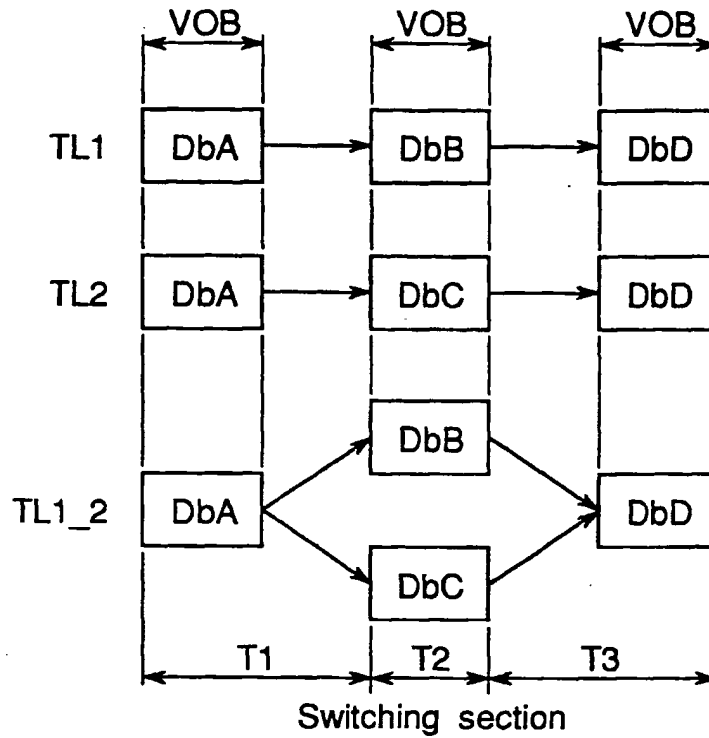 VOB VOB VOB
TL1 DbA DbB DbD
TL2 DbA DbC DbD
DbB
TL1_2 DbA DbD
DbC
T1 T2 T3
Switching section